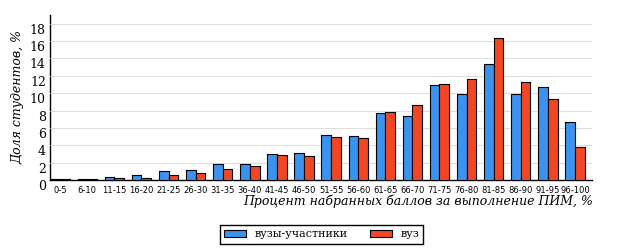 Доля студентов, %
18
16
14
12
10
8
6
4
2
0
0-5 6-10 11-15 16-20 21-25 26-30 31-35 36-40 41-45 46-50 51-55 56-60 61-65 66-70 71-75 76-80 81-85 86-90 91-95 96-100
Процент набранных баллов за выполнение ПИМ, %
вузы-участники вуз